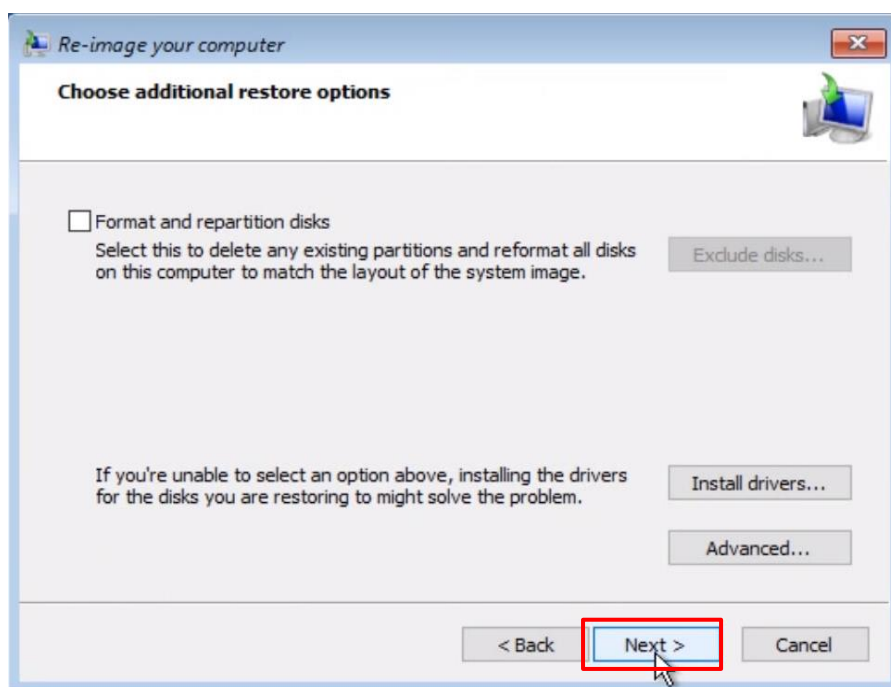 Re-image your computer
Choose additional restore options
Format and repartition disks
Select this to delete any existing partitions and reformat all disks
on this computer to match the layout of the system image.
Exclude disks...
If you're unable to select an option above, installing the drivers
for the disks you are restoring to might solve the problem.
Install drivers...
Advanced...
< Back
Next >
Cancel